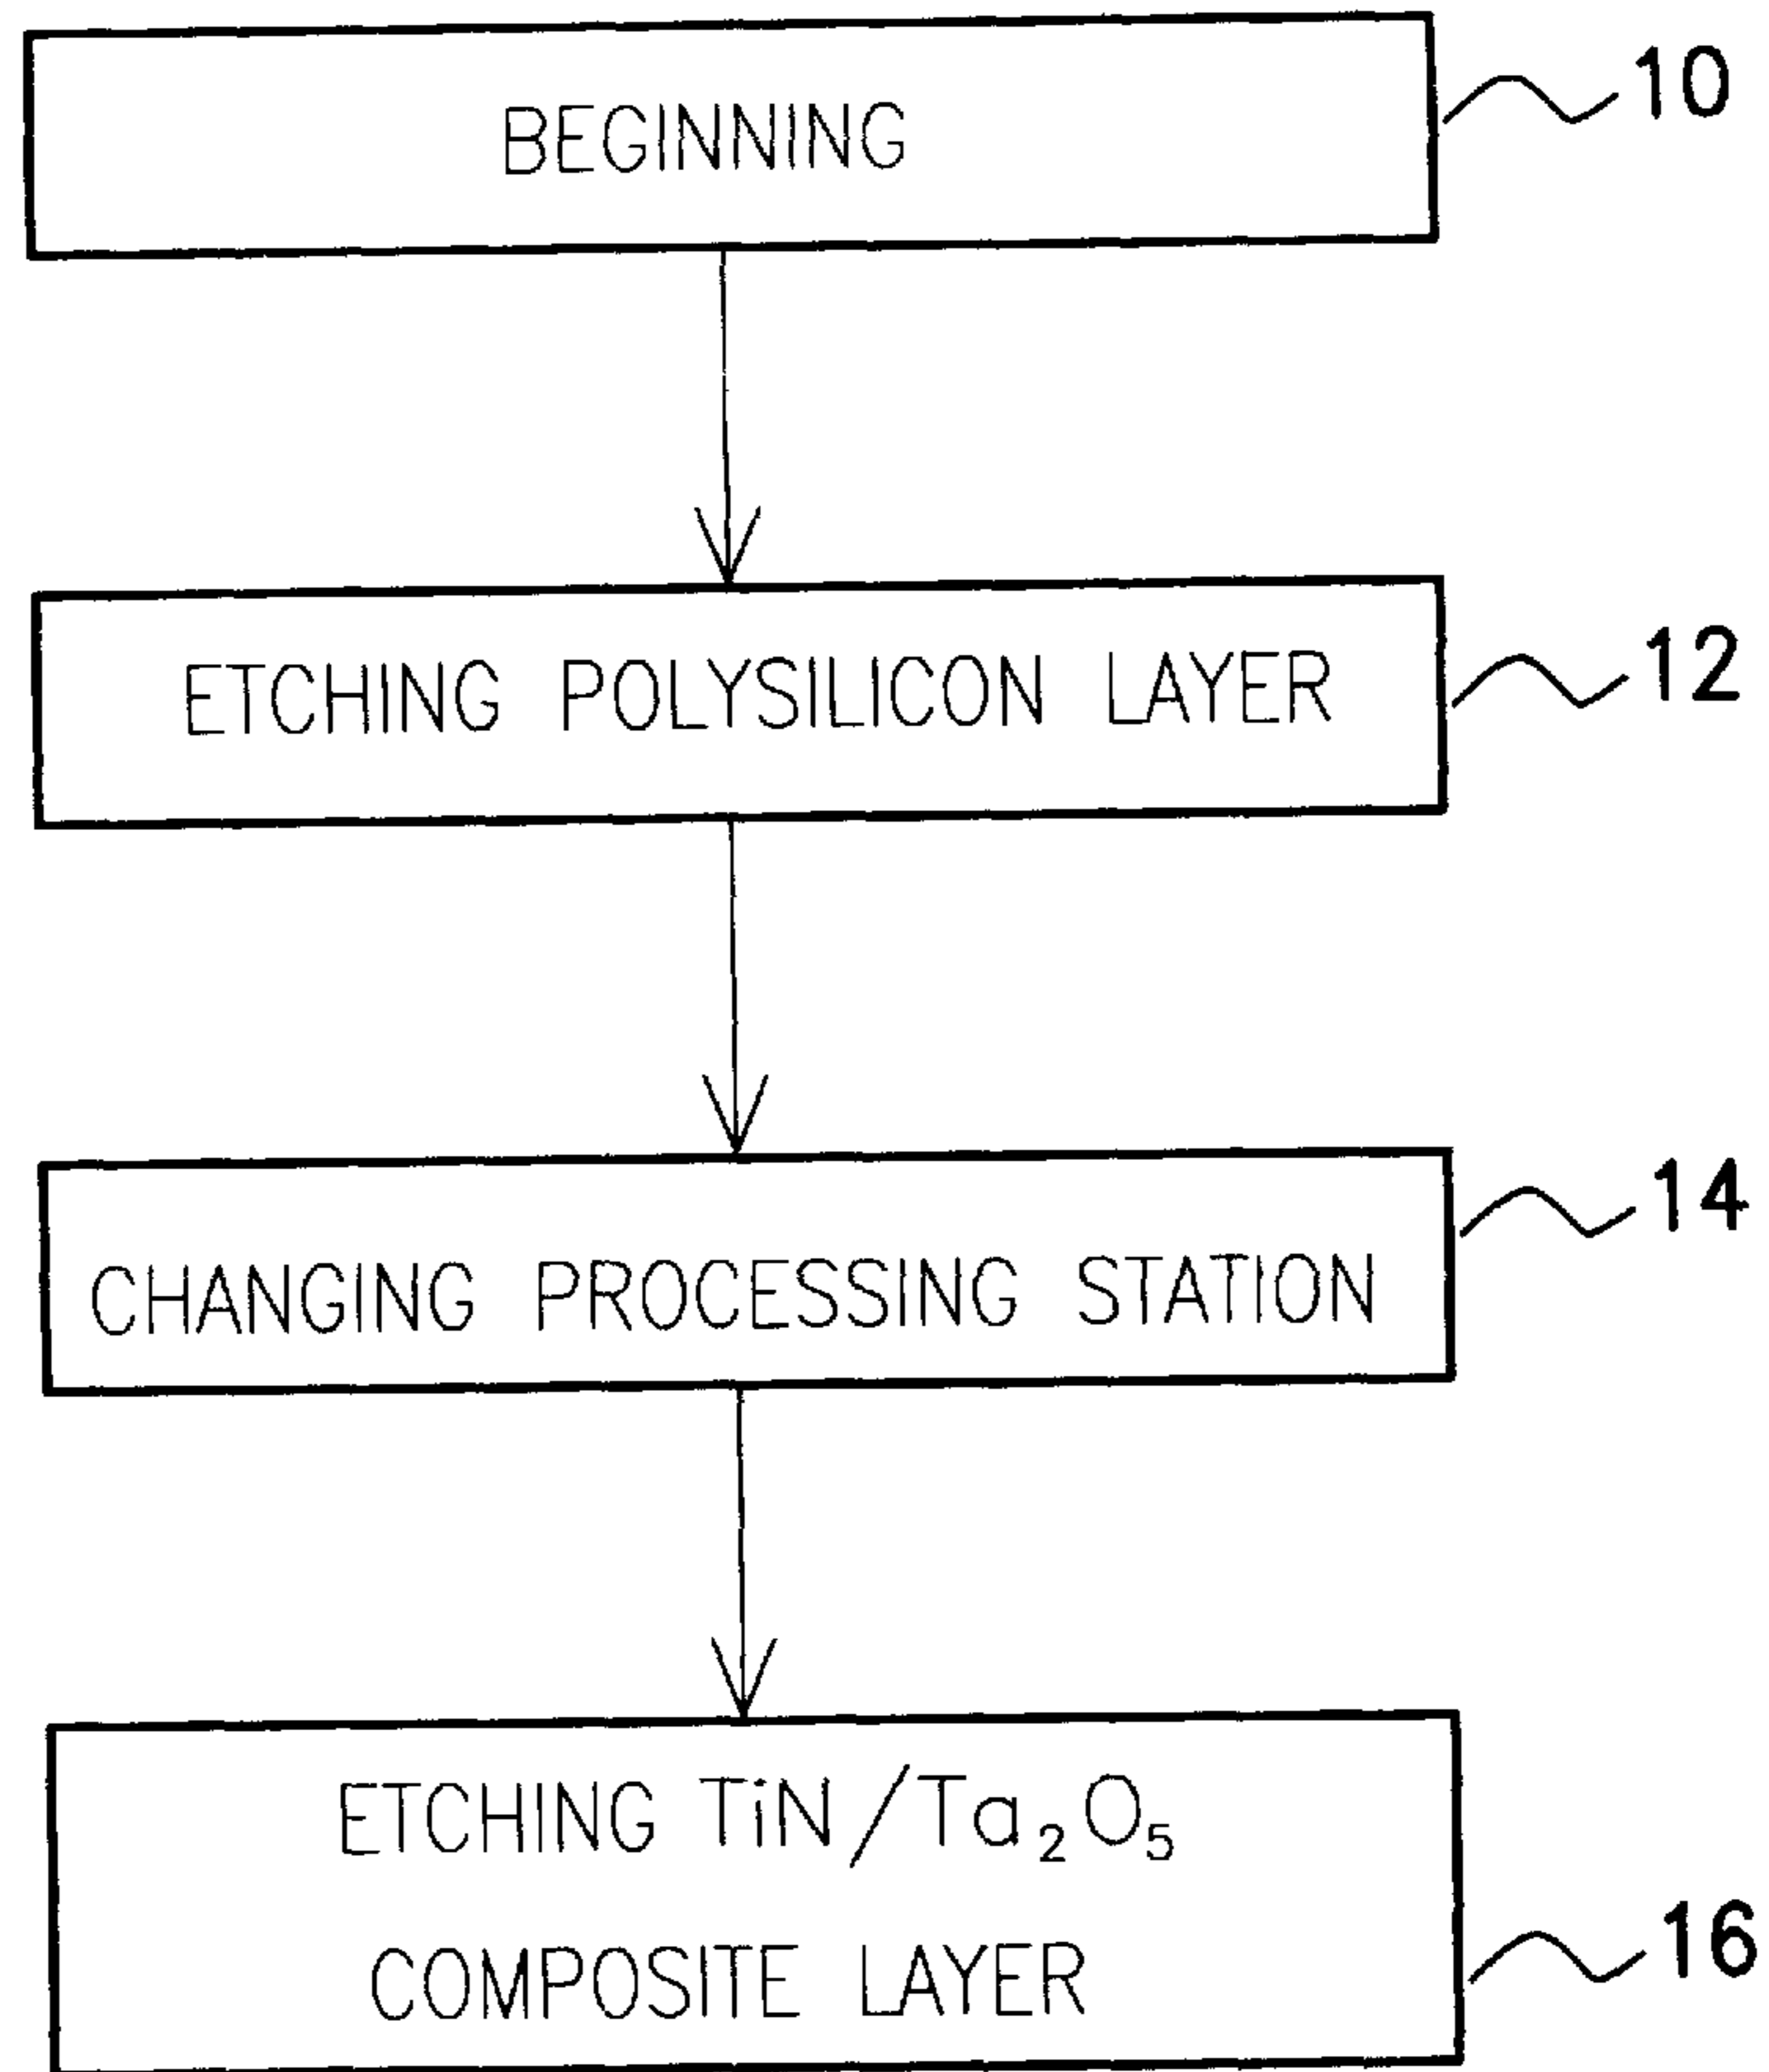 BEGINNING
10
ETCHING POLYSILICON LAYER
12
14
CHANGING PROCESSING STATION
ETCHING TiN/Ta₂O₅
COMPOSITE LAYER
16